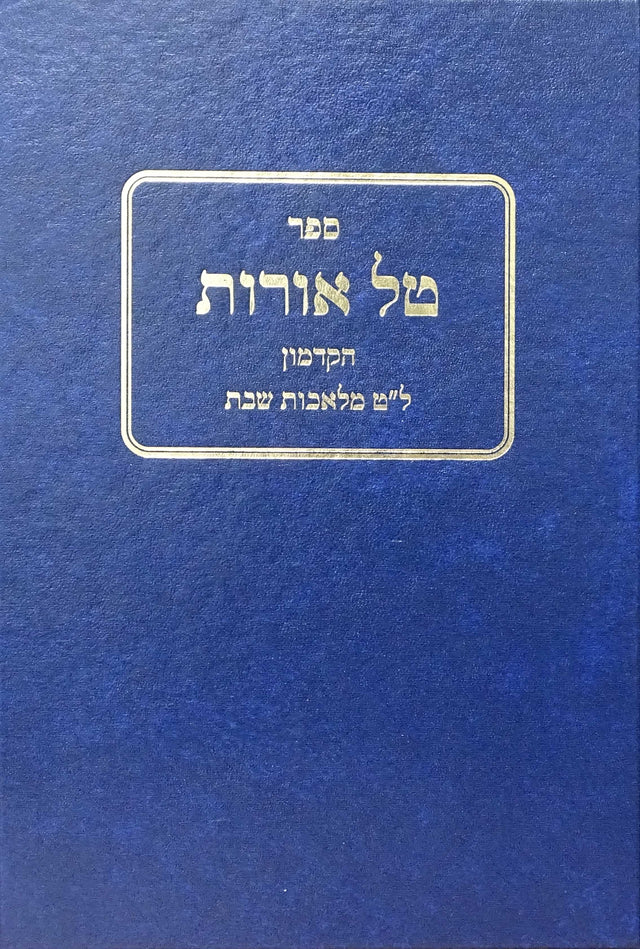 ספר
טל אורות
הקדמון
ל"ט מלאכות שבת